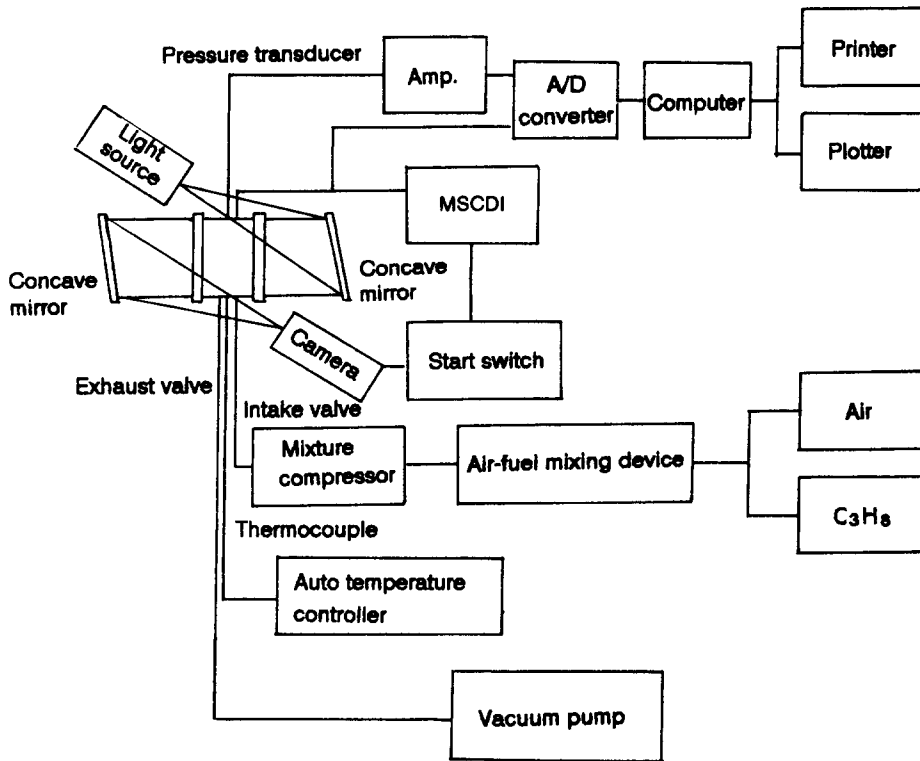 Pressure transducer
Amp.
A/D
converter
Computer
Printer
Plotter
Light
source
MSCDI
Concave
mirror
Concave
mirror
Camera
Start switch
Exhaust valve
Intake valve
Mixture
compressor
Air-fuel mixing device
Air
C₃H₈
Thermocouple
Auto temperature
controller
Vacuum pump